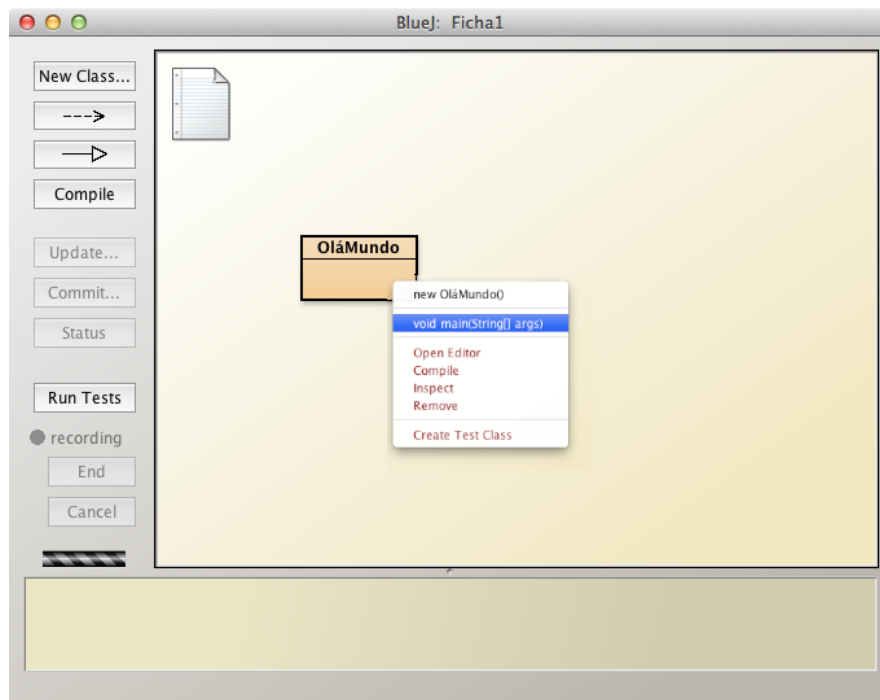 BlueJ: Ficha1
New Class...
Compile
Update...
Commit...
Status
Run Tests
recording
End
Cancel
OláMundo
new OláMundo()
void main(String[] args)
Open Editor
Compile
Inspect
Remove
Create Test Class